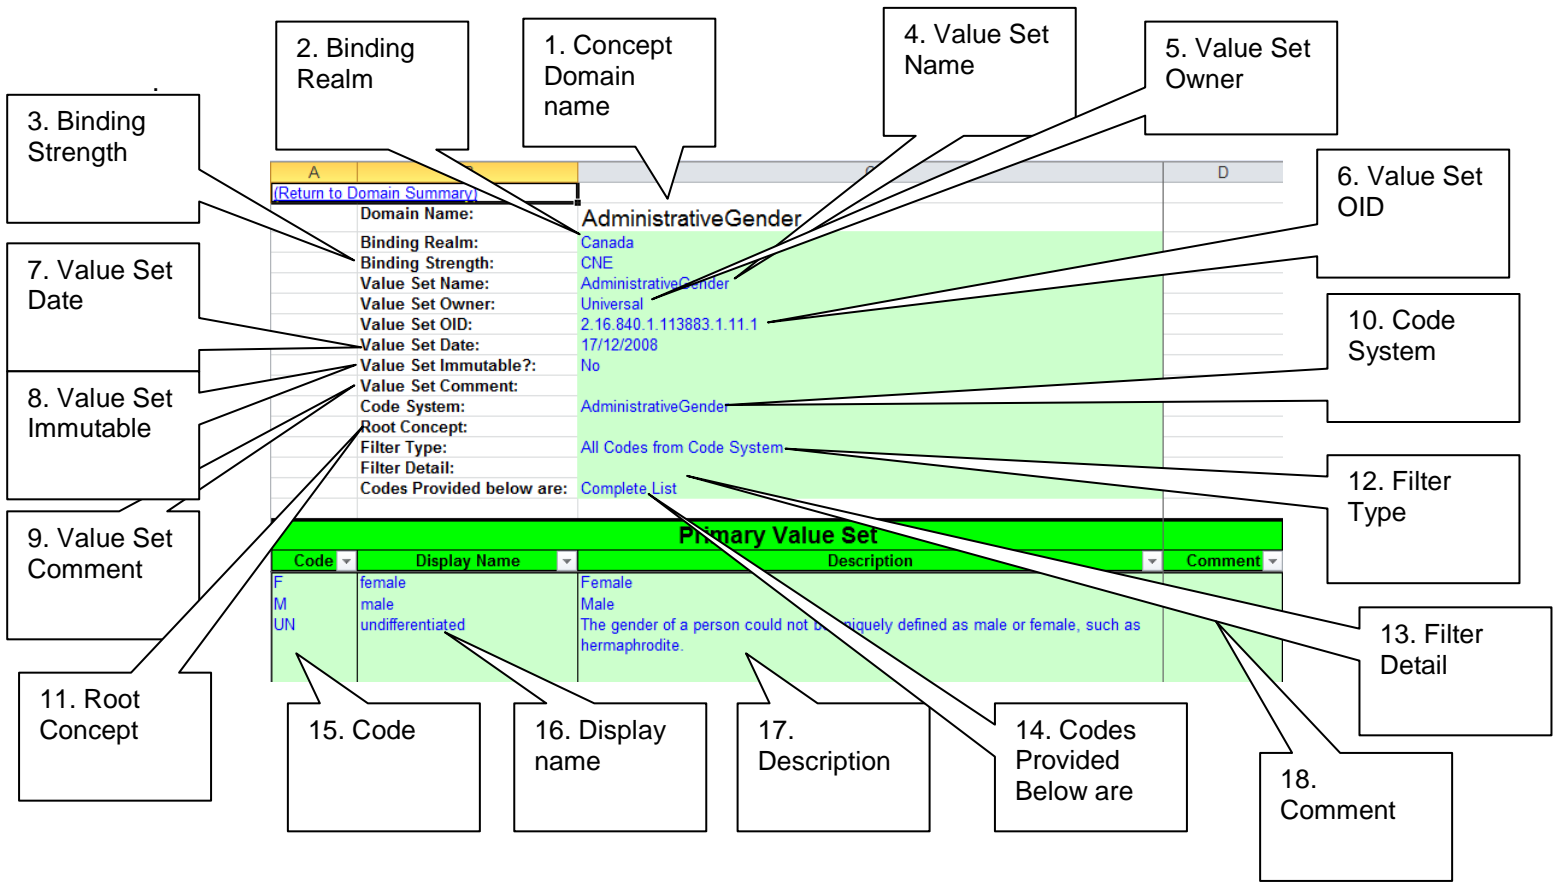 2. Binding
Realm
1. Concept
Domain
name
4. Value Set
Name
5. Value Set
Owner
3. Binding
Strength
6. Value Set
OID
7. Value Set
Date
8. Value Set
Immutable
9. Value Set
Comment
10. Code
System
11. Root
Concept
12. Filter
Type
13. Filter
Detail
A
C
D
(Return to Domain Summary)
Domain Name: AdministrativeGender
Binding Realm: Canada
Binding Strength: CNE
Value Set Name: AdministrativeGender
Value Set Owner: Universal
Value Set OID: 2.16.840.1.113883.1.11.1
Value Set Date: 17/12/2008
Value Set Immutable?: No
Value Set Comment:
Code System: AdministrativeGender
Root Concept:
Filter Type: All Codes from Code System
Filter Detail:
Codes Provided below are: Complete List
Primary Value Set
Code Display Name Description Comment
F female Female
M male Male
UN undifferentiated The gender of a person could not be uniquely defined as male or female, such as
hermaphrodite.
15. Code
16. Display
name
17.
Description
14. Codes
Provided
Below are
18.
Comment